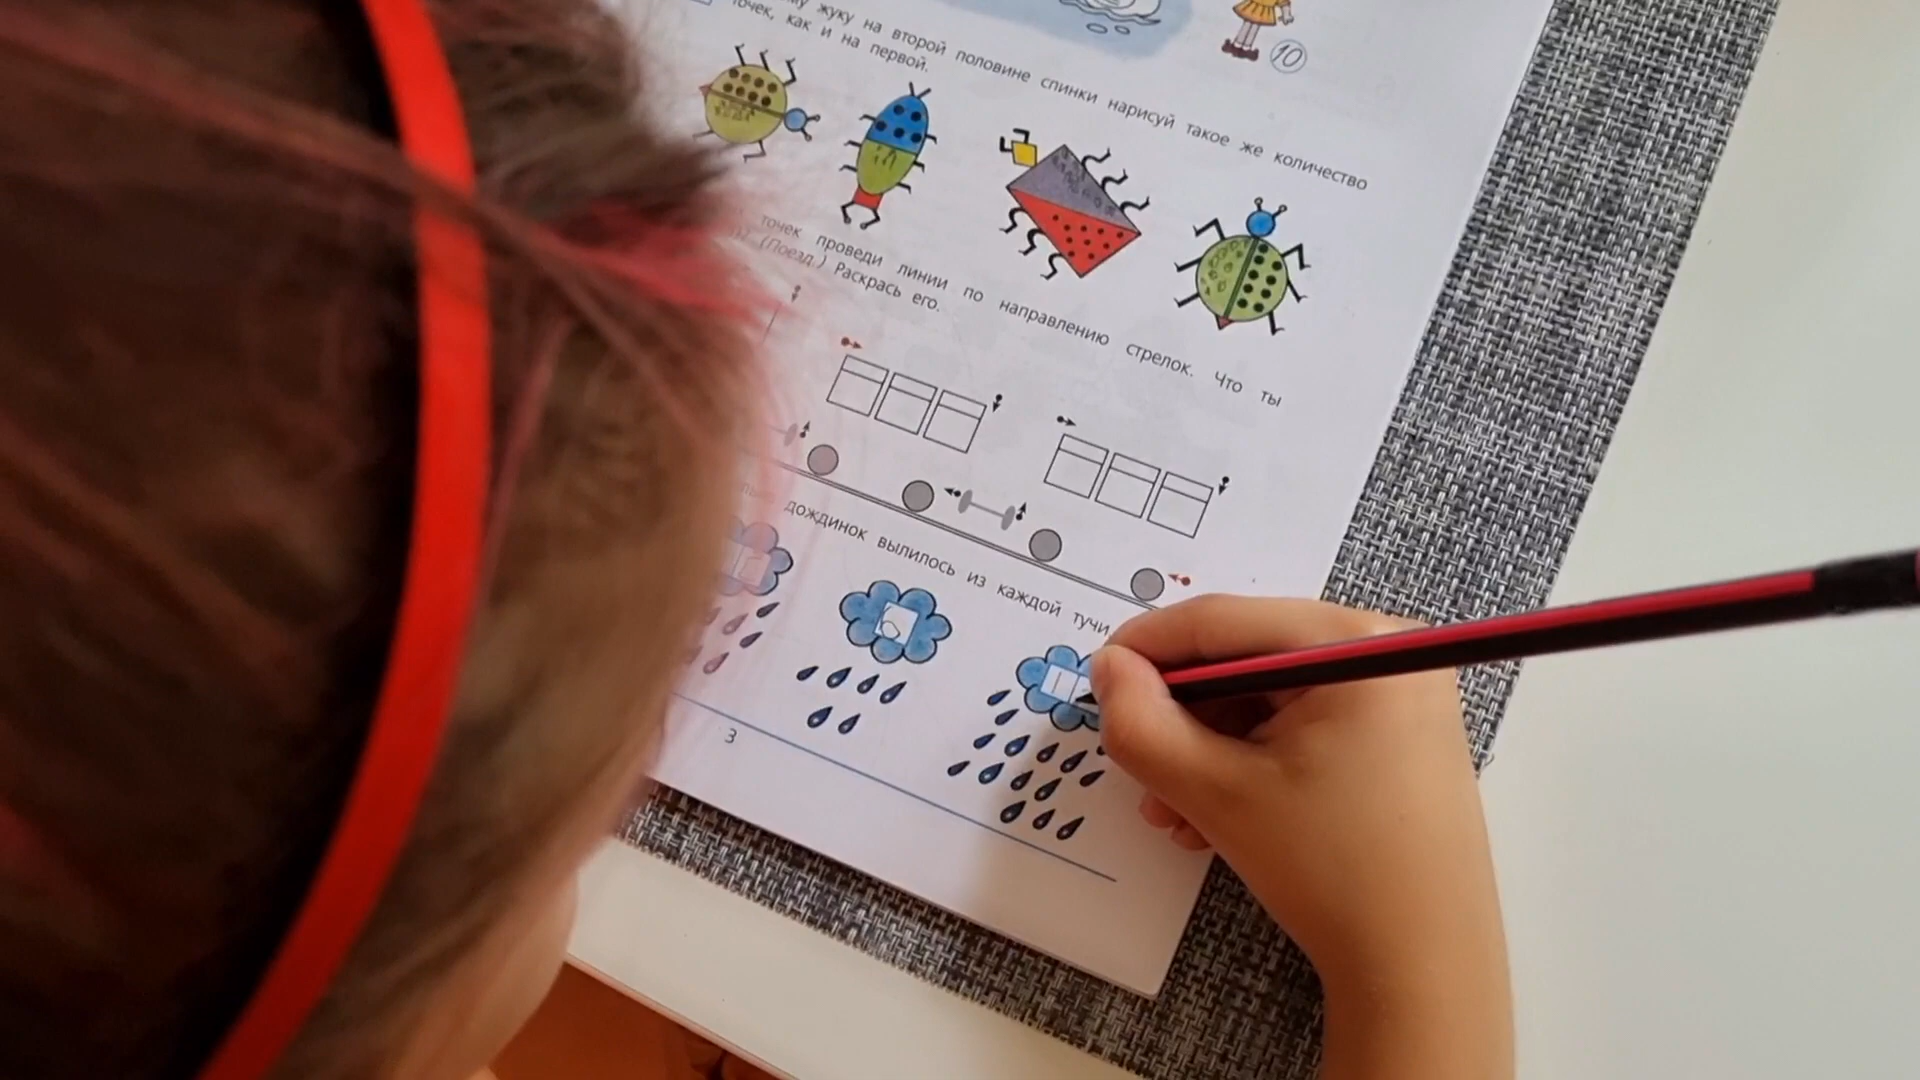 10
жуку на второй половине спинки нарисуй такое же количество
точек, как и на первой.
точек проведи линии по направлению стрелок. Что ты
(Поезд.) Раскрась его.
дождинок вылилось из каждой тучи
3